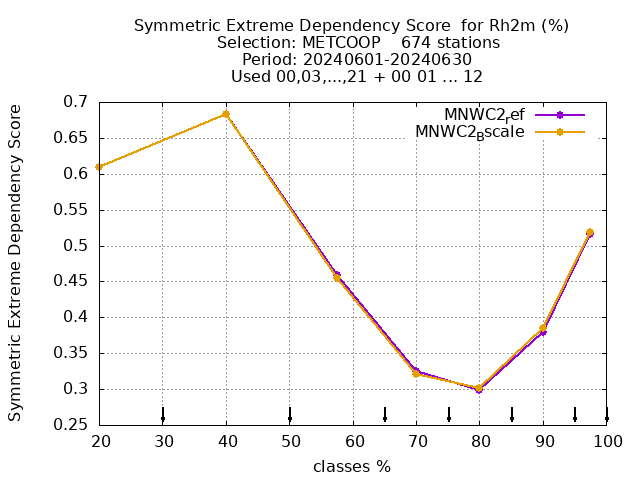 Symmetric Extreme Dependency Score  for Rh2m (%)
Selection: METCOOP    674 stations
Period: 20240601-20240630
Used 00,03,...,21 + 00 01 ... 12
Symmetric Extreme Dependency Score
0.7
0.65
0.6
0.55
0.5
0.45
0.4
0.35
0.3
0.25
MNWC2_ref
MNWC2_Bscale
20 30 40 50 60 70 80 90 100
classes %